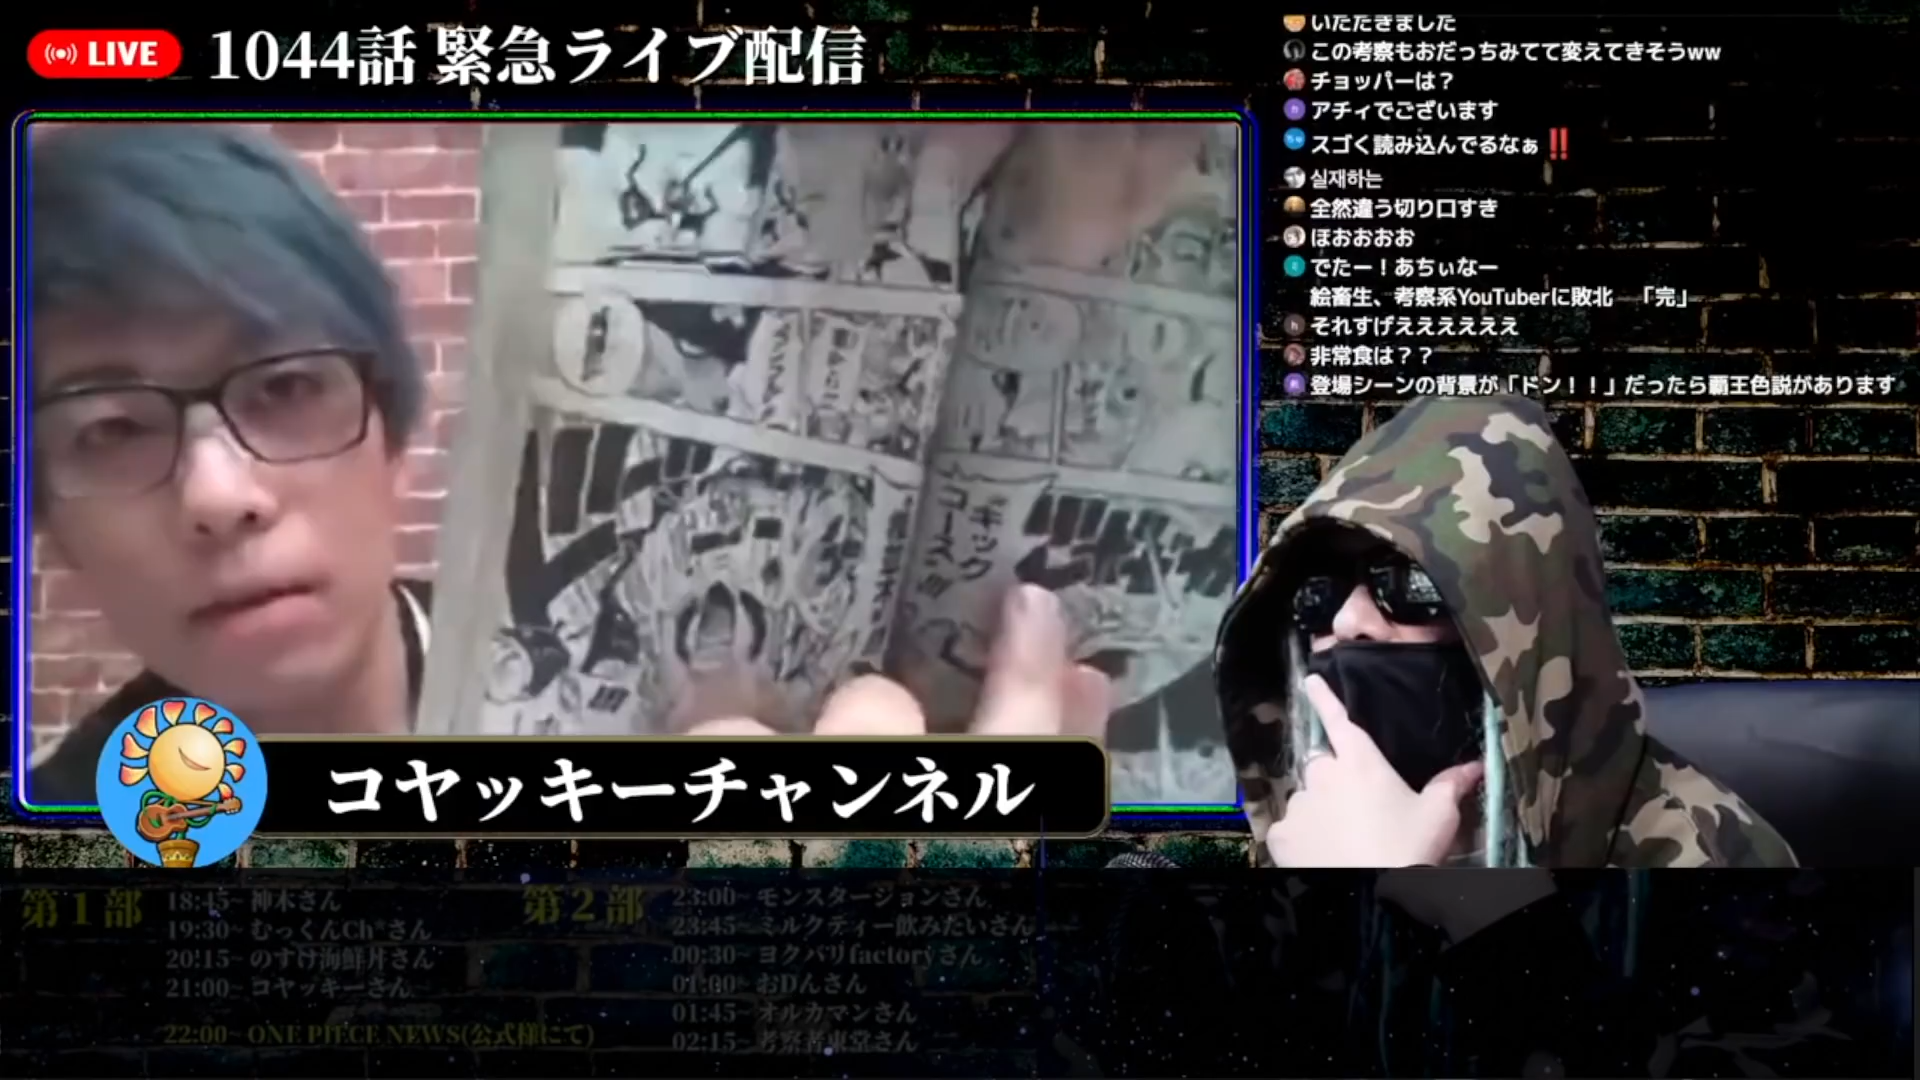 LIVE
1044話 緊急ライブ配信
いただきました
この考察もおだっちみてて変えてきそうww
チョッパーは？
アチィでございます
スゴく読み込んでるなぁ‼
실재하는
全然違う切り口すき
ほおおおお
でたー！あちぃなー
絵畜生、考察系YouTuberに敗北 「完」
それすげえええええええ
非常食は？？
登場シーンの背景が「ドン！！」だったら覇王色説があります
ギック
コース!!!
コヤッキーチャンネル
第1部
18:45~ 神木さん
19:30~ むっくんCh*さん
20:15~ のすけ海鮮丼さん
21:00~ コヤッキーさん
22:00~ ONE PIECE NEWS(公式様にて)
第2部
23:00~ モンスタージョンさん
23:45~ ミルクティー飲みたいさん
00:30~ ヨクバリfactoryさん
01:00~ おDんさん
01:45~ オルカマンさん
02:15~ 考察者東堂さん